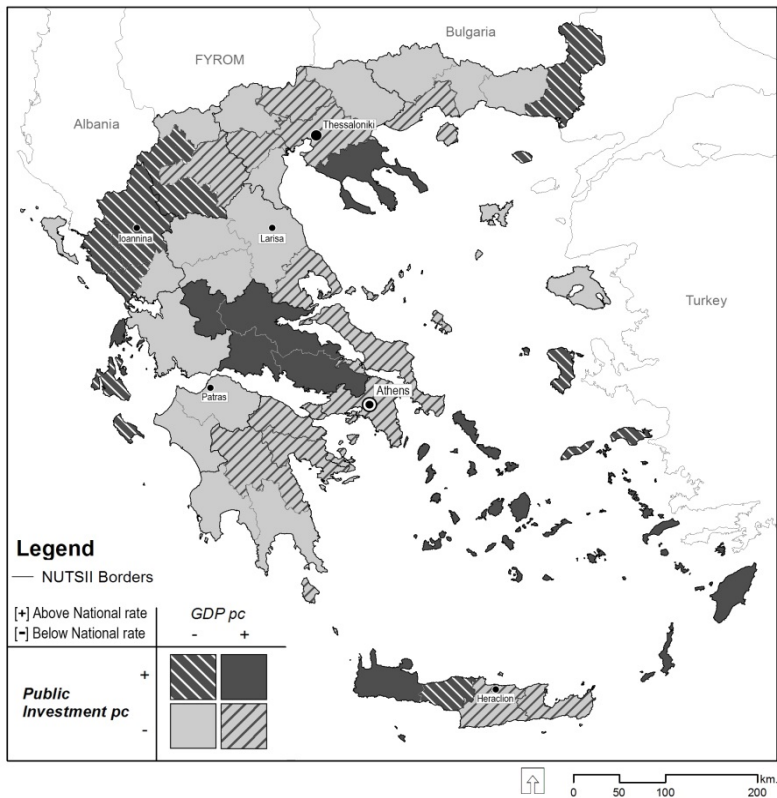 Bulgaria
FYROM
Albania
Thessaloniki
Ioannina
Larisa
Turkey
Patras
Athens
Heraclion
Legend
NUTSII Borders
[+] Above National rate
[-] Below National rate
GDP pc
- +
+
Public
Investment pc
-
km.
0 50 100 200